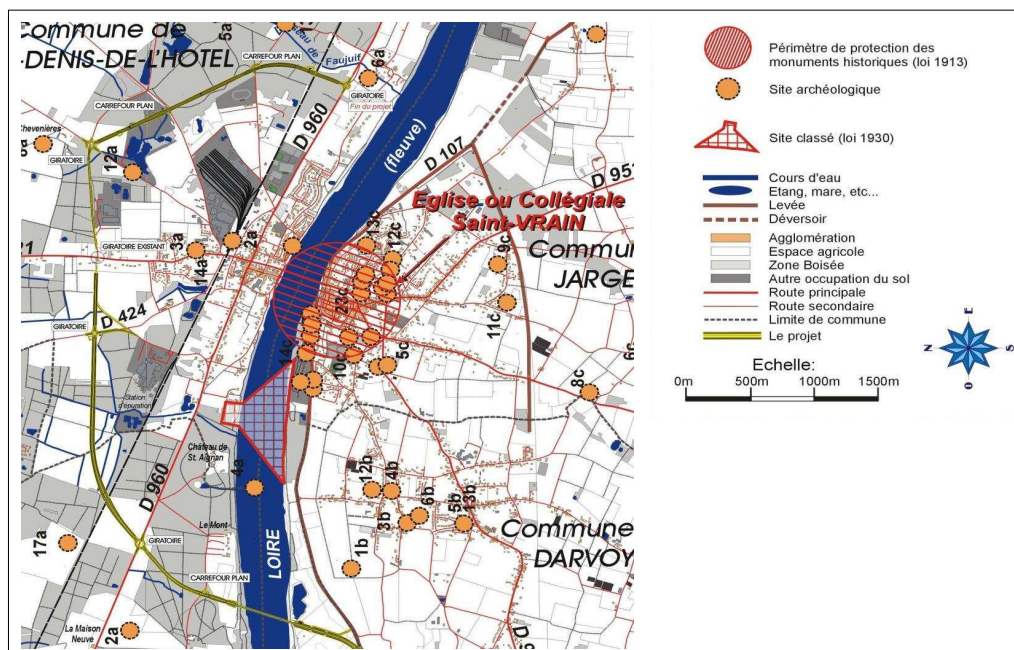 Commune de
-DENIS-DE-L'HOTEL
5a
Faujuif
6a
CARREFOUR PLAN
GIRATOIRE
Fin du projet
CARREFOUR PLAN
D 960
Chevenières
8a
GIRATOIRE
12a
(fleuve)
D 107
D 95
Eglise ou Collégiale
Saint-VRAIN
GIRATOIRE EXISTANT
3a
14a
2a
13c
12c
9c
Commun
JARGE
23c
11c
GIRATOIRE
D 424
14c
10c
5c
6c
8c
Station
d'épuration
Château de
St. Aignan
4a
D 960
12b
4b
6b
5b
13b
3b
Le Mont
Commune
DARVOY
17a
GIRATOIRE
LOIRE
1b
CARREFOUR PLAN
La Maison
Neuve
2a
Périmètre de protection des
monuments historiques (loi 1913)
Site archéologique
Site classé (loi 1930)
Cours d'eau
Etang, mare, etc...
Levée
Déversoir
Agglomération
Espace agricole
Zone Boisée
Autre occupation du sol
Route principale
Route secondaire
Limite de commune
Le projet
Echelle:
0m 500m 1000m 1500m
E
N
S
O